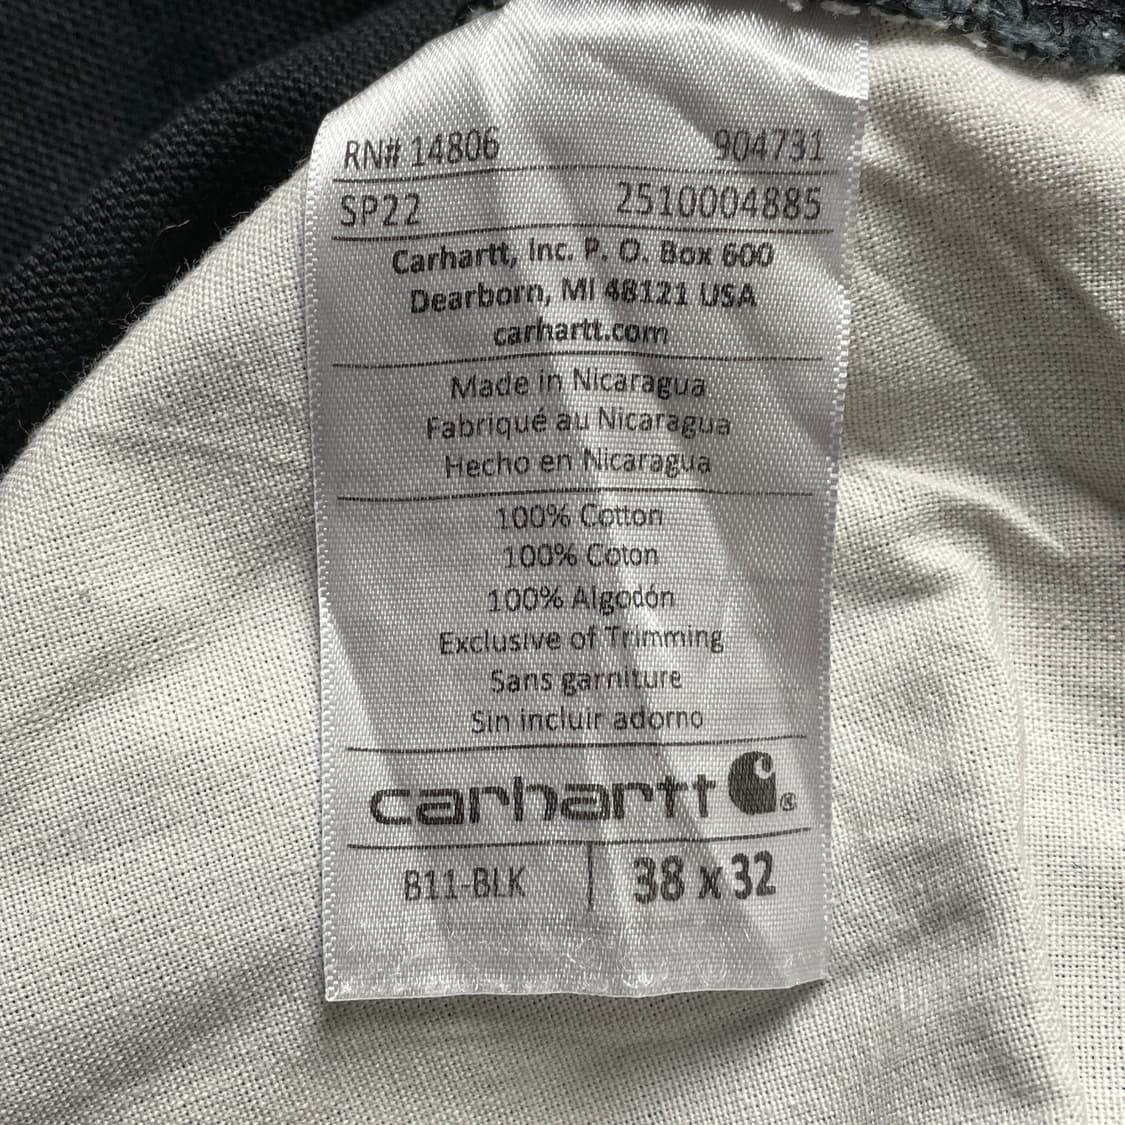 RN# 14806 904731
SP22 2510004885
Carhartt, Inc. P. O. Box 600
Dearborn, MI 48121 USA
carhartt.com
Made in Nicaragua
Fabriqué au Nicaragua
Hecho en Nicaragua
100% Cotton
100% Coton
100% Algodón
Exclusive of Trimming
Sans garniture
Sin incluir adorno
carhartt ®
B11-BLK | 38 x 32